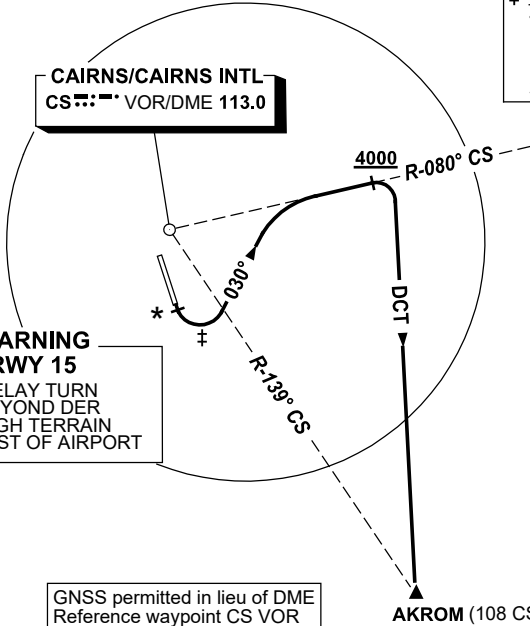 CAIRNS/CAIRNS INTL
CS VOR/DME 113.0
4000
R-080° CS
030°
DCT
*
‡
R-139° CS
ARNING
RWY 15
ELAY TURN
YOND DER
GH TERRAIN
ST OF AIRPORT
GNSS permitted in lieu of DME
Reference waypoint CS VOR
AKROM (108 CS